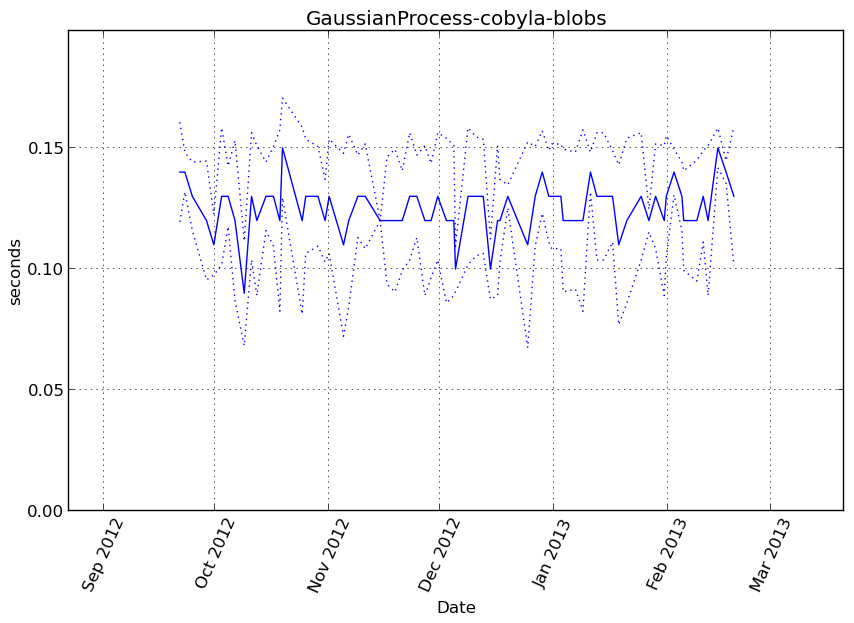 GaussianProcess-cobyla-blobs
0.15
0.10
0.05
0.00
seconds
Sep 2012
Oct 2012
Nov 2012
Dec 2012
Jan 2013
Feb 2013
Mar 2013
Date